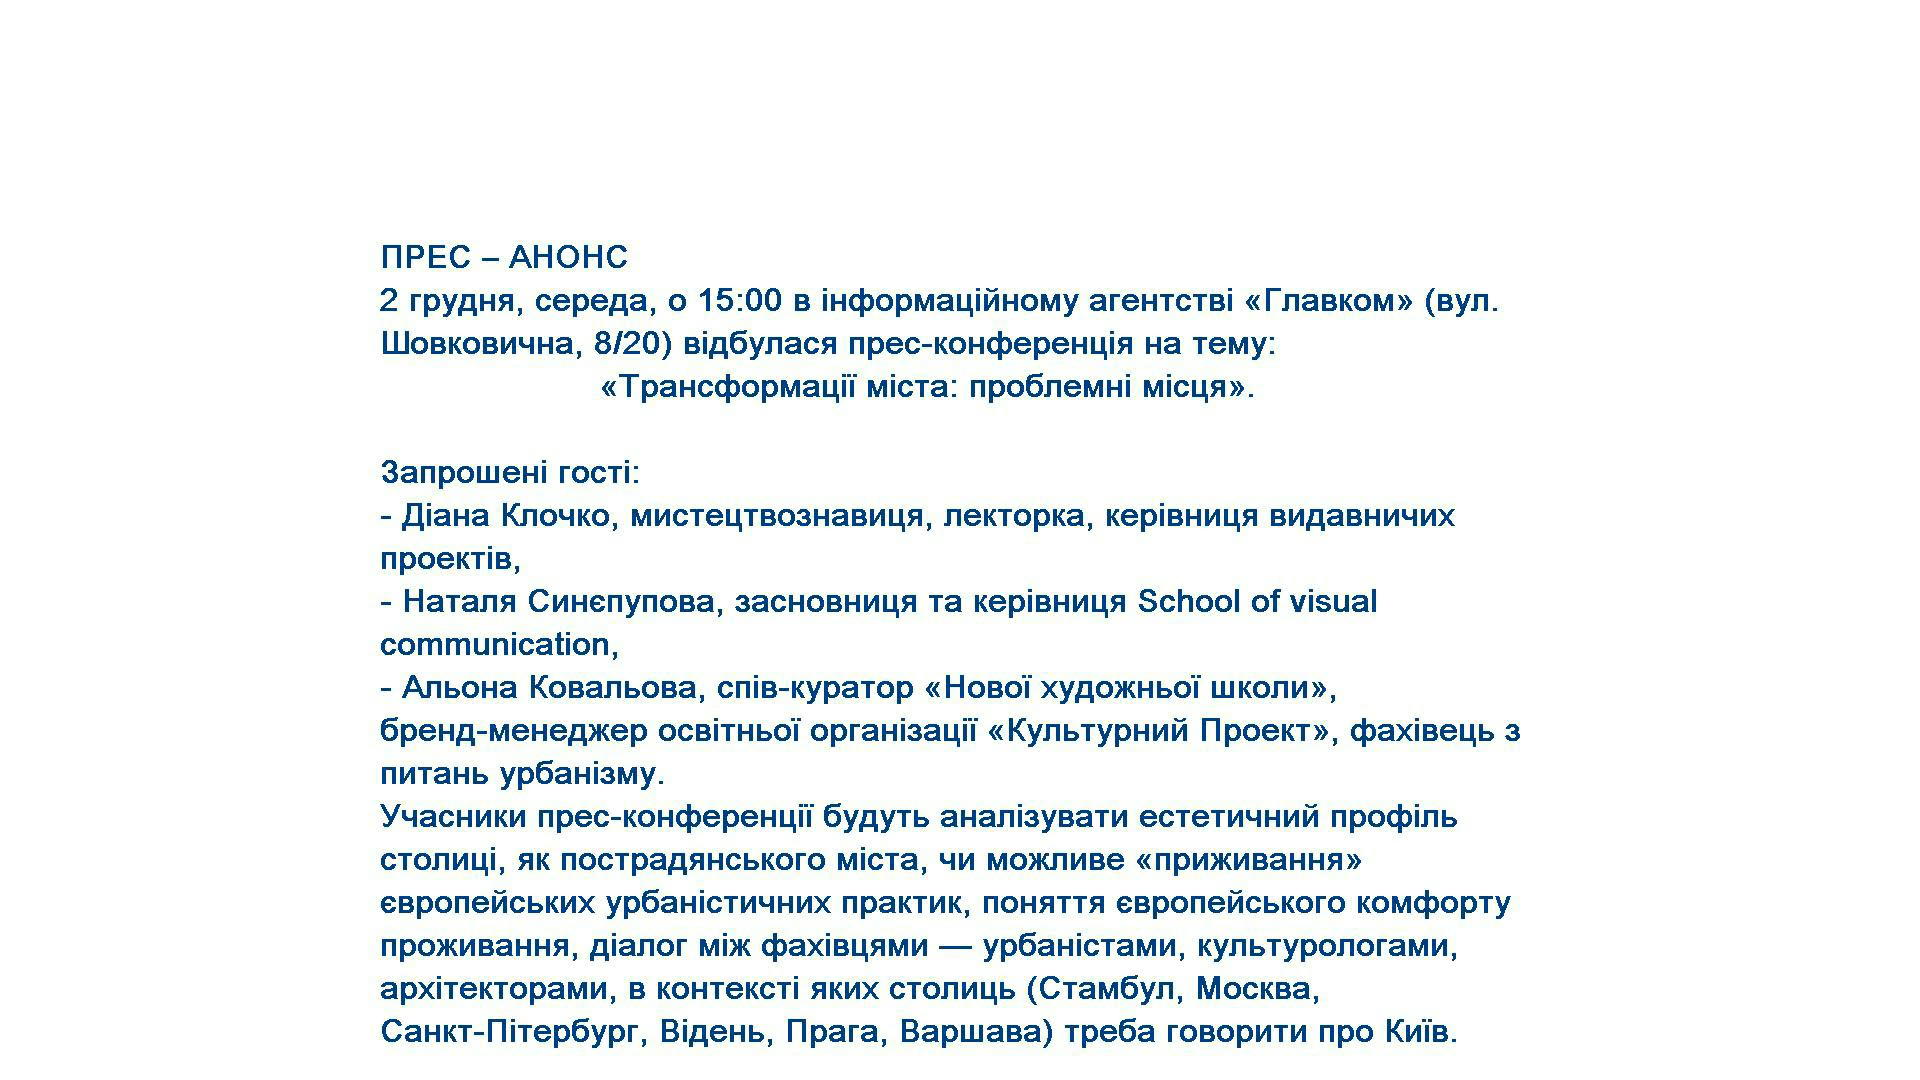 ПРЕС – АНОНС
2 грудня, середа, о 15:00 в інформаційному агентстві «Главком» (вул.
Шовковична, 8/20) відбулася прес-конференція на тему:
«Трансформації міста: проблемні місця».
Запрошені гості:
- Діана Клочко, мистецтвознавиця, лекторка, керівниця видавничих
проектів,
- Наталя Синєпупова, засновниця та керівниця School of visual
communication,
- Альона Ковальова, спів-куратор «Нової художньої школи»,
бренд-менеджер освітньої організації «Культурний Проект», фахівець з
питань урбанізму.
Учасники прес-конференції будуть аналізувати естетичний профіль
столиці, як пострадянського міста, чи можливе «приживання»
європейських урбаністичних практик, поняття європейського комфорту
проживання, діалог між фахівцями — урбаністами, культурологами,
архітекторами, в контексті яких столиць (Стамбул, Москва,
Санкт-Пітербург, Відень, Прага, Варшава) треба говорити про Київ.